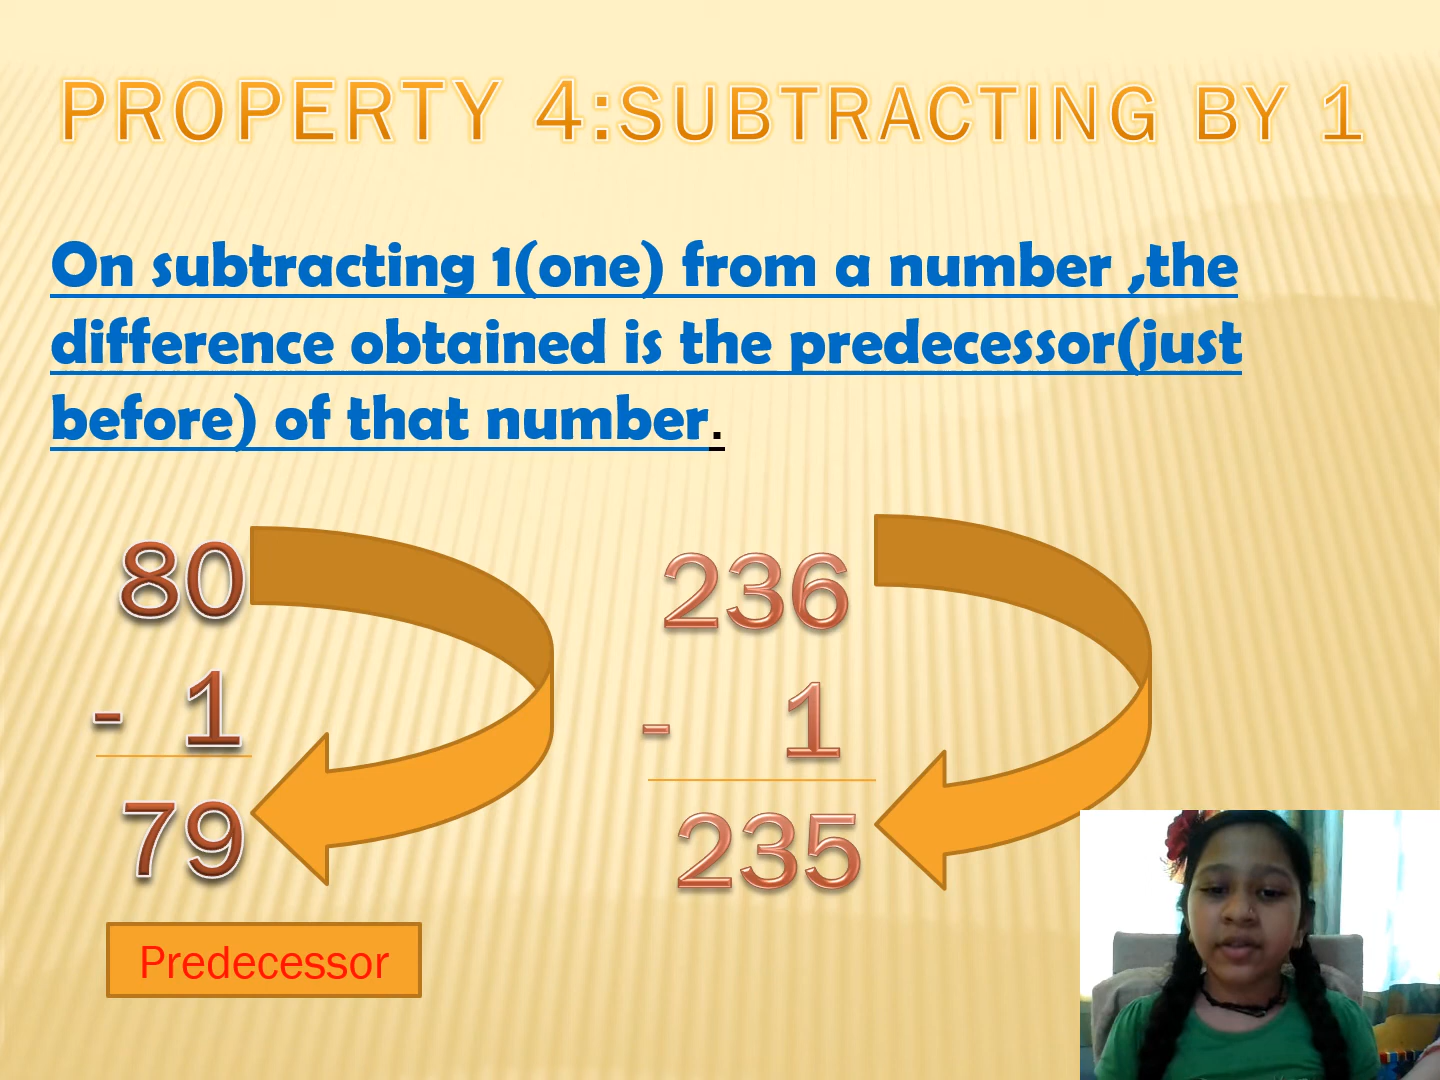 PROPERTY 4:SUBTRACTING BY 1
On subtracting 1(one) from a number ,the
difference obtained is the predecessor(just
before) of that number.
80
- 1
79
236
- 1
235
Predecessor